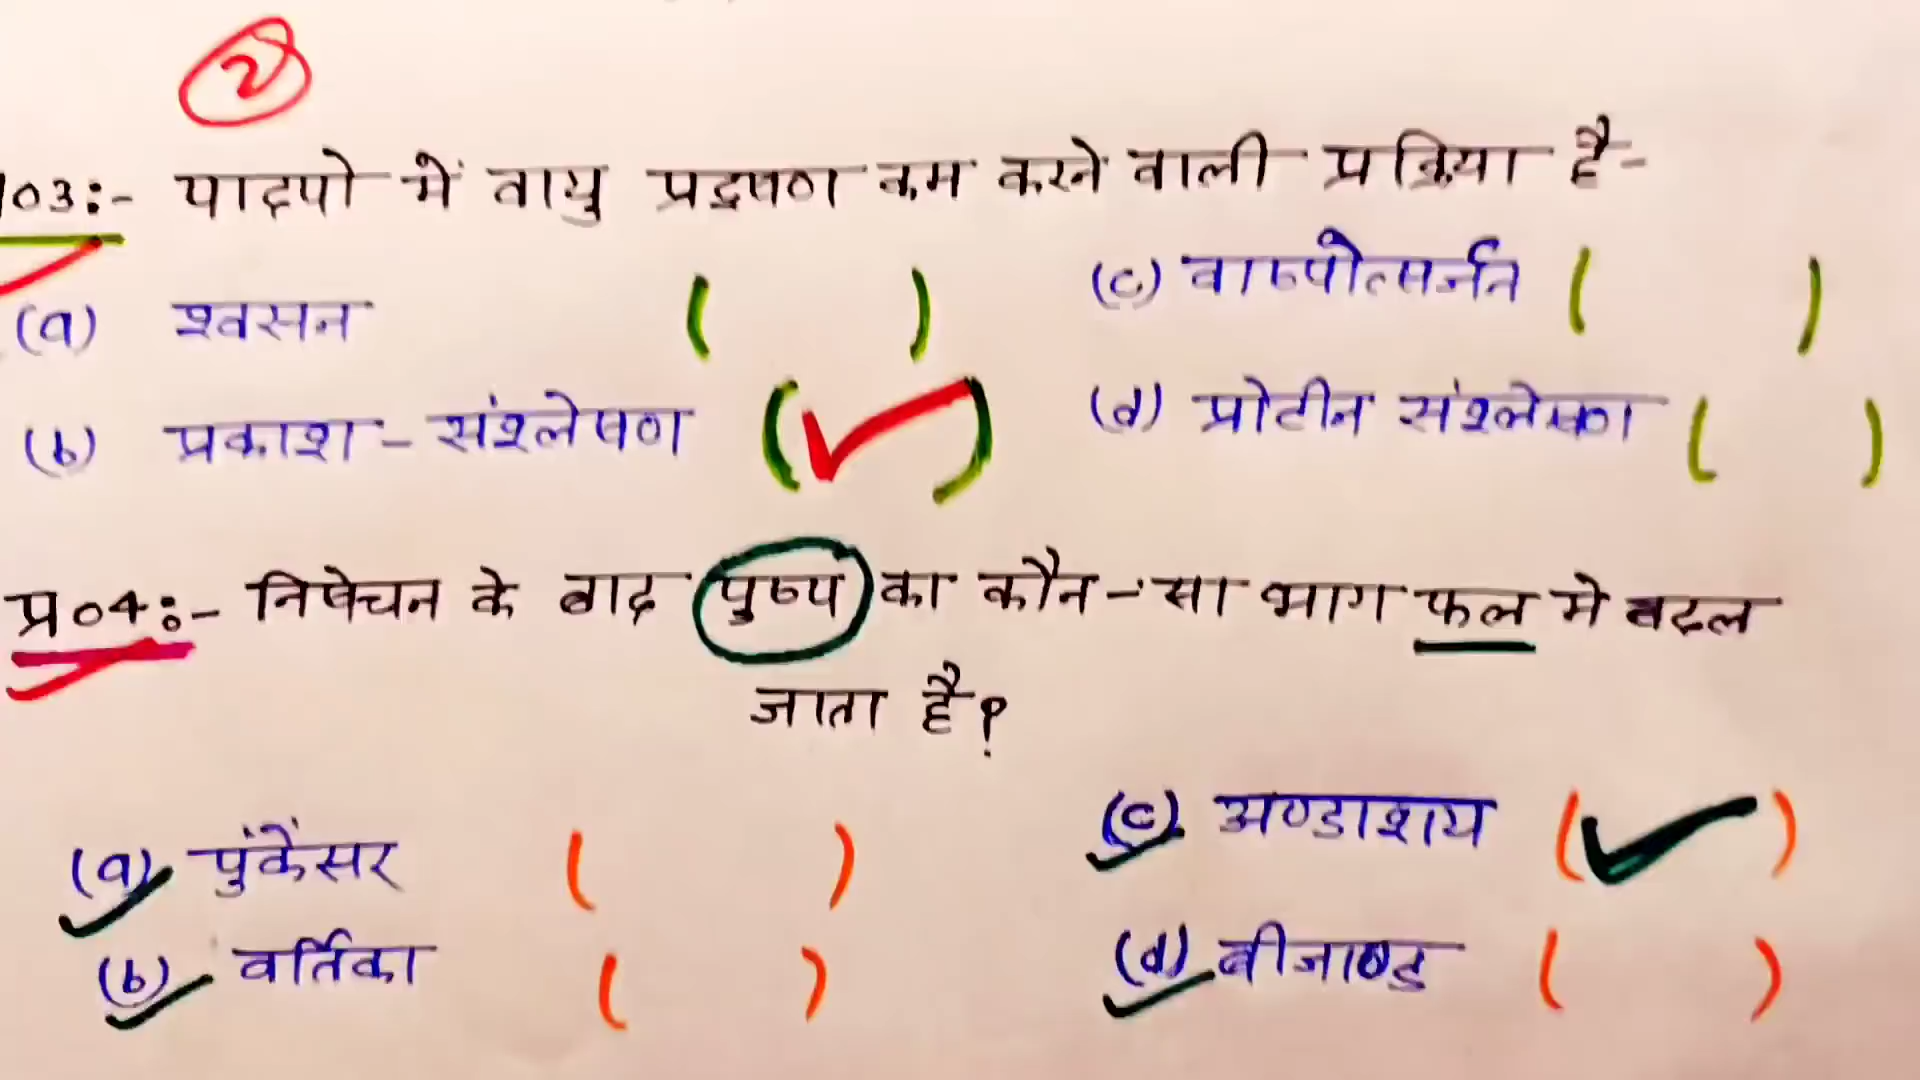 2
प्र03:- पादपो में वायु प्रदूषण कम करने वाली प्रक्रिया है-
(a) श्वसन ( )
(c) वाष्पोत्सर्जन ( )
(b) प्रकाश-संश्लेषण (✓)
(d) प्रोटीन संश्लेषण ( )
प्र04:- निषेचन के बाद पुष्प का कौन-सा भाग फल मे बदल
जाता है?
(a) पुंकेंसर ( )
(c) अण्डाशय (✓)
(b) वर्तिका ( )
(d) बीजाण्ड ( )